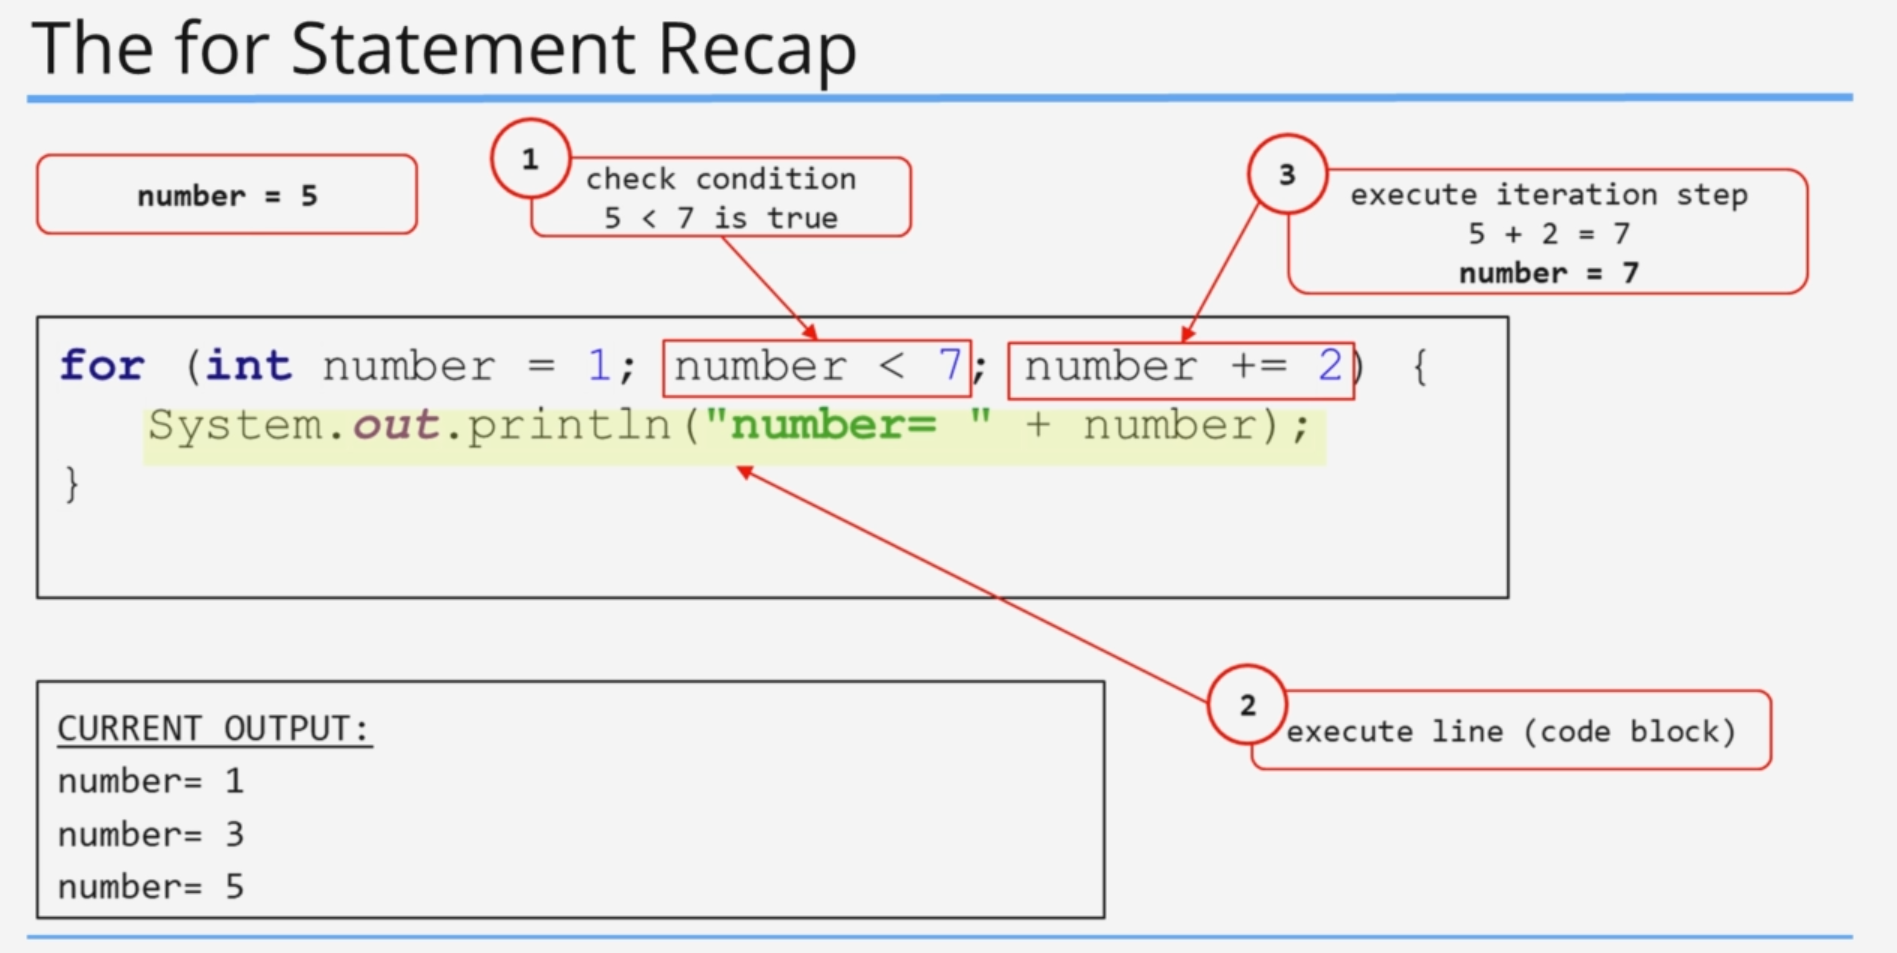 The for Statement Recap
number = 5
1
check condition
5 < 7 is true
3
execute iteration step
5 + 2 = 7
number = 7
for (int number = 1; number < 7; number += 2) {
System.out.println("number= " + number);
}
2
execute line (code block)
CURRENT OUTPUT:
number= 1
number= 3
number= 5